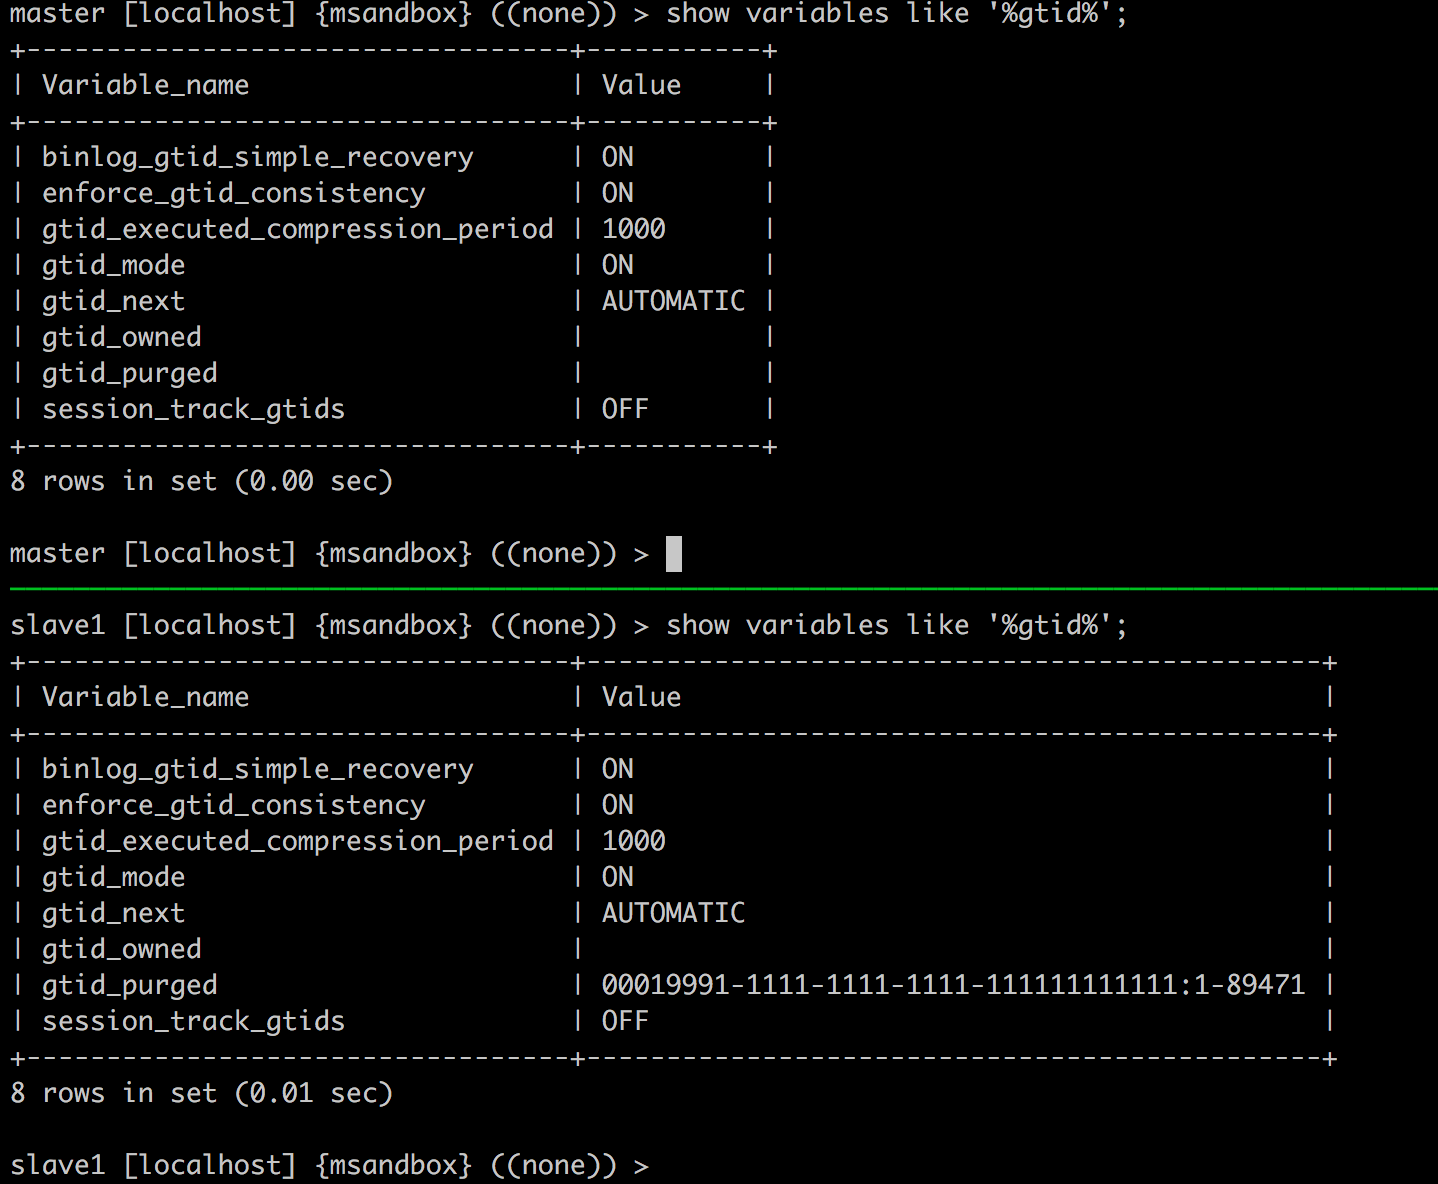 master [localhost] {msandbox} ((none)) > show variables like '%gtid%';
+----------------------------------+-----------+
| Variable_name                    | Value     |
+----------------------------------+-----------+
| binlog_gtid_simple_recovery      | ON        |
| enforce_gtid_consistency         | ON        |
| gtid_executed_compression_period | 1000      |
| gtid_mode                        | ON        |
| gtid_next                        | AUTOMATIC |
| gtid_owned                       |           |
| gtid_purged                      |           |
| session_track_gtids              | OFF       |
+----------------------------------+-----------+
8 rows in set (0.00 sec)

master [localhost] {msandbox} ((none)) >
slave1 [localhost] {msandbox} ((none)) > show variables like '%gtid%';
+----------------------------------+----------------------------------------------+
| Variable_name                    | Value                                        |
+----------------------------------+----------------------------------------------+
| binlog_gtid_simple_recovery      | ON                                           |
| enforce_gtid_consistency         | ON                                           |
| gtid_executed_compression_period | 1000                                         |
| gtid_mode                        | ON                                           |
| gtid_next                        | AUTOMATIC                                    |
| gtid_owned                       |                                              |
| gtid_purged                      | 00019991-1111-1111-1111-111111111111:1-89471 |
| session_track_gtids              | OFF                                          |
+----------------------------------+----------------------------------------------+
8 rows in set (0.01 sec)

slave1 [localhost] {msandbox} ((none)) >